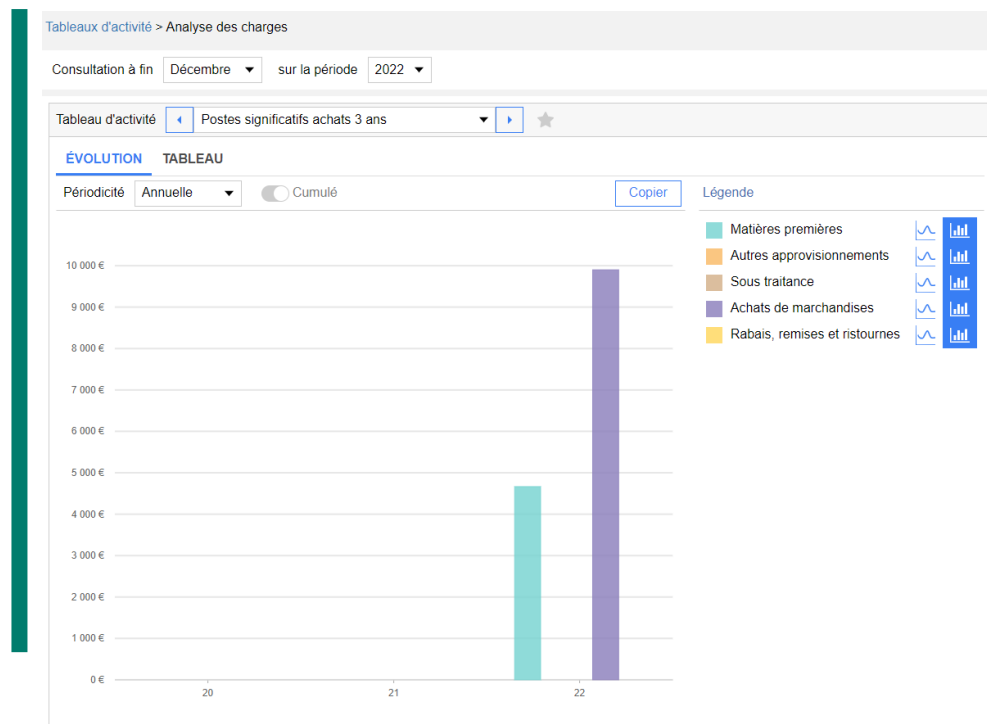 Tableaux d'activité > Analyse des charges
Consultation à fin Décembre sur la période 2022
Tableau d'activité Postes significatifs achats 3 ans
ÉVOLUTION TABLEAU
Périodicité Annuelle Cumulé Copier Légende
Matières premières
Autres approvisionnements
Sous traitance
Achats de marchandises
Rabais, remises et ristournes
10 000 €
9 000 €
8 000 €
7 000 €
6 000 €
5 000 €
4 000 €
3 000 €
2 000 €
1 000 €
0 €
20 21 22